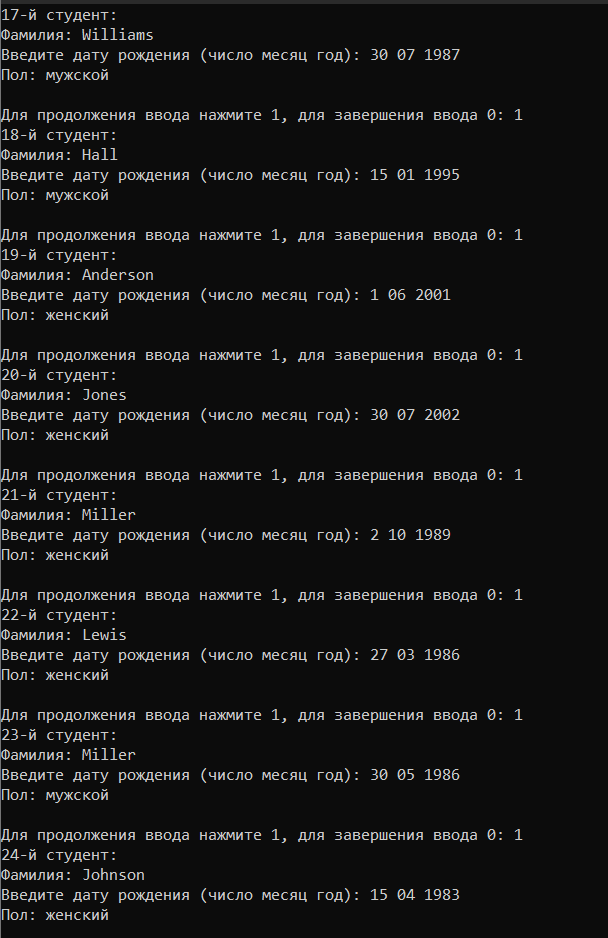 17-й студент:
Фамилия: Williams
Введите дату рождения (число месяц год): 30 07 1987
Пол: мужской
Для продолжения ввода нажмите 1, для завершения ввода 0: 1
18-й студент:
Фамилия: Hall
Введите дату рождения (число месяц год): 15 01 1995
Пол: мужской
Для продолжения ввода нажмите 1, для завершения ввода 0: 1
19-й студент:
Фамилия: Anderson
Введите дату рождения (число месяц год): 1 06 2001
Пол: женский
Для продолжения ввода нажмите 1, для завершения ввода 0: 1
20-й студент:
Фамилия: Jones
Введите дату рождения (число месяц год): 30 07 2002
Пол: женский
Для продолжения ввода нажмите 1, для завершения ввода 0: 1
21-й студент:
Фамилия: Miller
Введите дату рождения (число месяц год): 2 10 1989
Пол: женский
Для продолжения ввода нажмите 1, для завершения ввода 0: 1
22-й студент:
Фамилия: Lewis
Введите дату рождения (число месяц год): 27 03 1986
Пол: женский
Для продолжения ввода нажмите 1, для завершения ввода 0: 1
23-й студент:
Фамилия: Miller
Введите дату рождения (число месяц год): 30 05 1986
Пол: мужской
Для продолжения ввода нажмите 1, для завершения ввода 0: 1
24-й студент:
Фамилия: Johnson
Введите дату рождения (число месяц год): 15 04 1983
Пол: женский